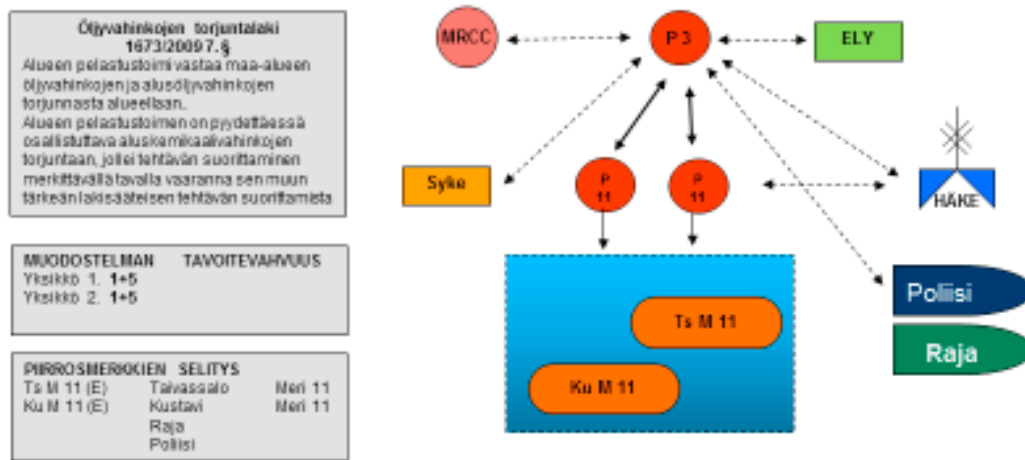 Öljyvahinkojen torjuntalaki
1673/2009 7.§
Alueen pelastustoimi vastaa maa-alueen
öljyvahinkojen ja alusöljyvahinkojen
torjunnasta alueellaan.
Alueen pelastustoimen on pyydettäessä
osallistuttava aluskemikaalivahinkojen
torjuntaan, jollei tehtävän suorittaminen
merkittävällä tavalla vaaranna sen muun
tärkeän lakisääteisen tehtävän suorittamista
MUODOSTELMAN TAVOITEVAHVUUS
Yksikkö 1. 1+5
Yksikkö 2. 1+5
PIIRROSMERKKIEN SELITYS
Ts M 11 (E) Taivassalo Meri 11
Ku M 11 (E) Kustavi Meri 11
Raja
Poliisi
MRCC
P 3
ELY
Syke
P
11
P
11
HÄKE
Poliisi
Raja
Ts M 11
Ku M 11